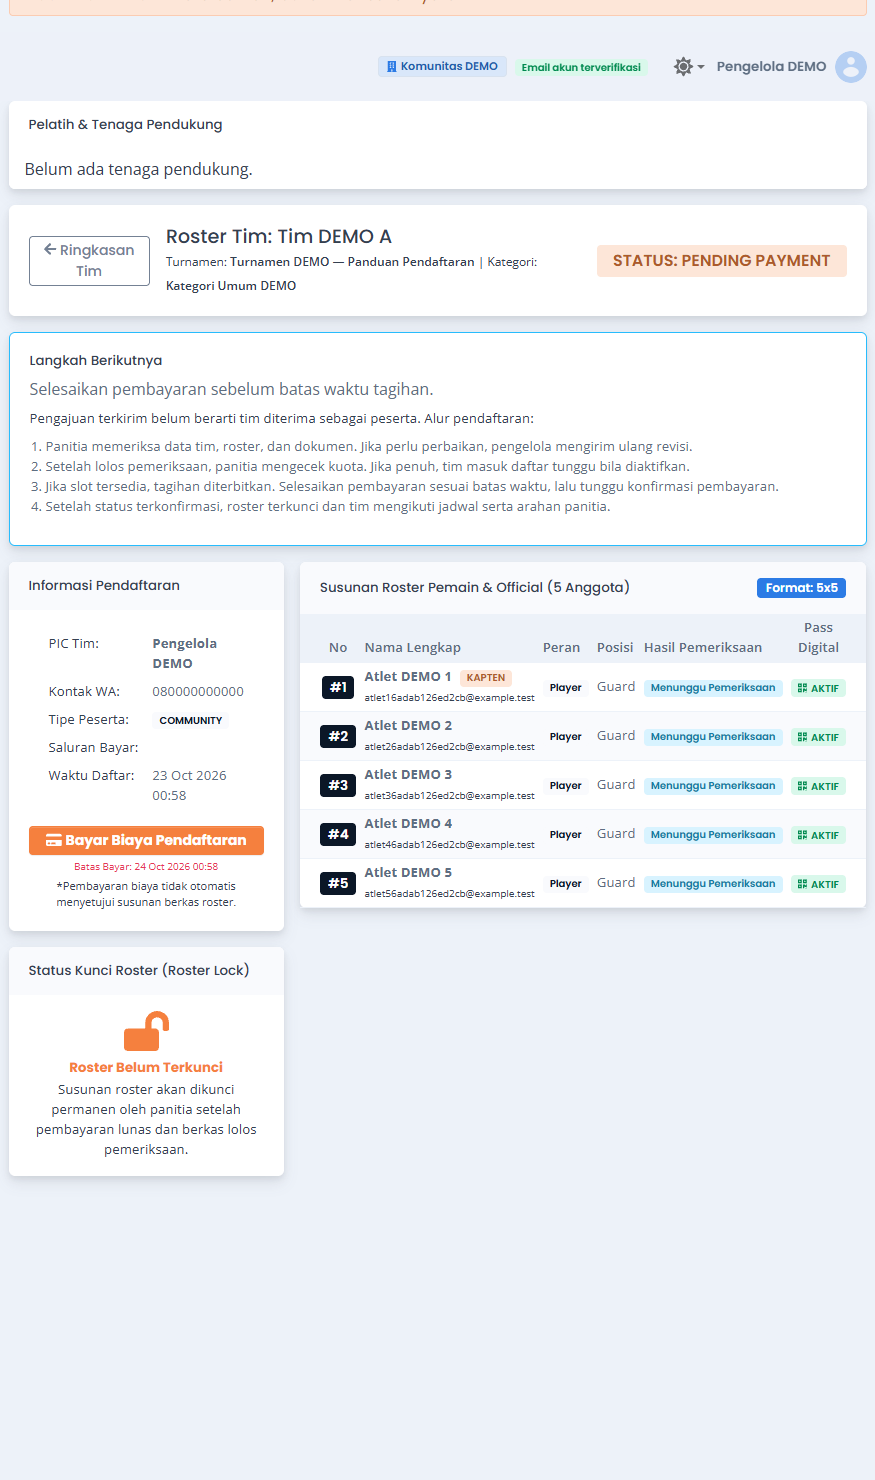 Komunitas DEMO
Email akun terverifikasi
Pengelola DEMO
Pelatih & Tenaga Pendukung
Belum ada tenaga pendukung.
Ringkasan
Tim
Roster Tim: Tim DEMO A
Turnamen: Turnamen DEMO — Panduan Pendaftaran | Kategori:
Kategori Umum DEMO
STATUS: PENDING PAYMENT
Langkah Berikutnya
Selesaikan pembayaran sebelum batas waktu tagihan.
Pengajuan terkirim belum berarti tim diterima sebagai peserta. Alur pendaftaran:
1. Panitia memeriksa data tim, roster, dan dokumen. Jika perlu perbaikan, pengelola mengirim ulang revisi.
2. Setelah lolos pemeriksaan, panitia mengecek kuota. Jika penuh, tim masuk daftar tunggu bila diaktifkan.
3. Jika slot tersedia, tagihan diterbitkan. Selesaikan pembayaran sesuai batas waktu, lalu tunggu konfirmasi pembayaran.
4. Setelah status terkonfirmasi, roster terkunci dan tim mengikuti jadwal serta arahan panitia.
Informasi Pendaftaran
PIC Tim: Pengelola
DEMO
Kontak WA: 080000000000
Tipe Peserta: COMMUNITY
Saluran Bayar:
Waktu Daftar: 23 Oct 2026
00:58
Bayar Biaya Pendaftaran
Batas Bayar: 24 Oct 2026 00:58
*Pembayaran biaya tidak otomatis
menyetujui susunan berkas roster.
Susunan Roster Pemain & Official (5 Anggota)
Format: 5x5
No Nama Lengkap Peran Posisi Hasil Pemeriksaan Pass Digital
#1 Atlet DEMO 1 KAPTEN Player Guard Menunggu Pemeriksaan AKTIF
atlet16adab126ed2cb@example.test
#2 Atlet DEMO 2 Player Guard Menunggu Pemeriksaan AKTIF
atlet26adab126ed2cb@example.test
#3 Atlet DEMO 3 Player Guard Menunggu Pemeriksaan AKTIF
atlet36adab126ed2cb@example.test
#4 Atlet DEMO 4 Player Guard Menunggu Pemeriksaan AKTIF
atlet46adab126ed2cb@example.test
#5 Atlet DEMO 5 Player Guard Menunggu Pemeriksaan AKTIF
atlet56adab126ed2cb@example.test
Status Kunci Roster (Roster Lock)
Roster Belum Terkunci
Susunan roster akan dikunci
permanen oleh panitia setelah
pembayaran lunas dan berkas lolos
pemeriksaan.